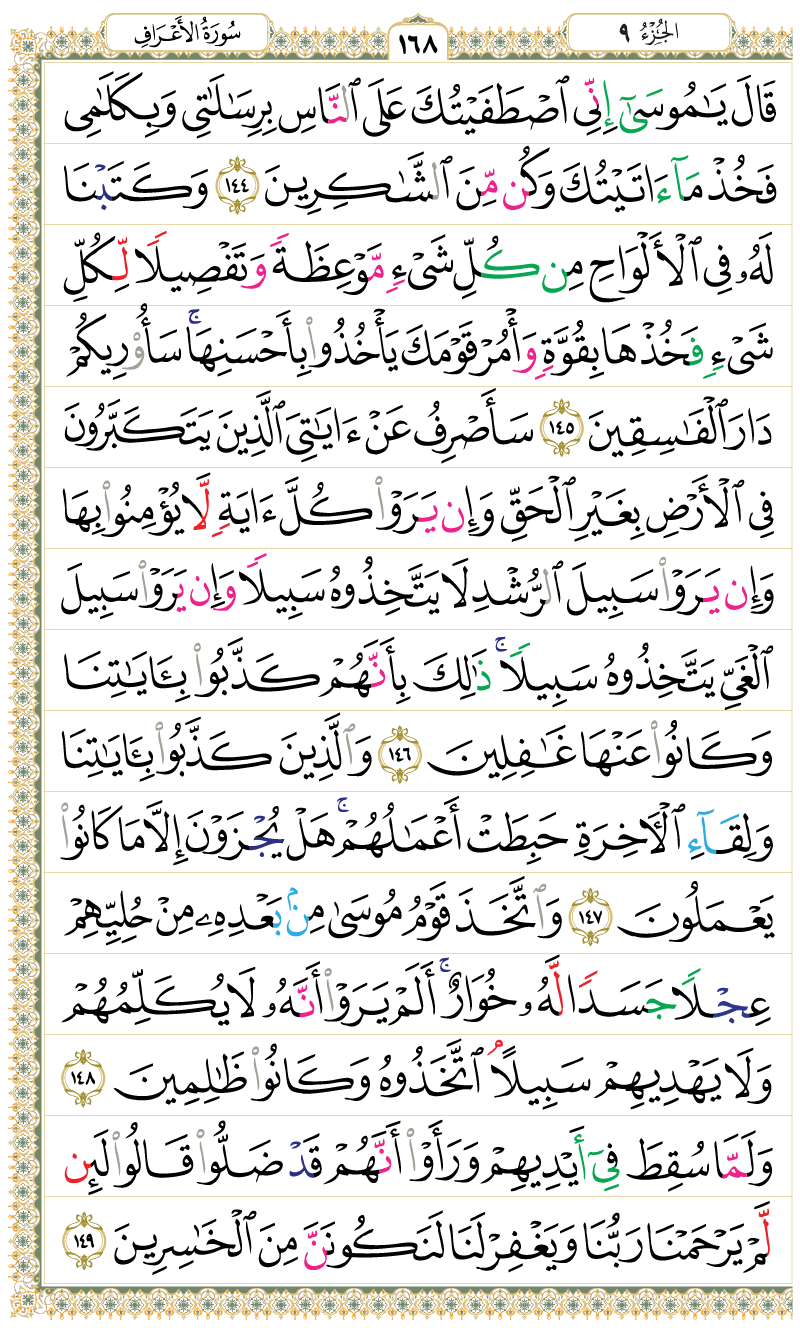 الجُزْءُ ٩
١٦٨
سُورَةُ الأَعْرَافِ
قَالَ يَـٰمُوسَىٰٓ إِنِّى ٱصْطَفَيْتُكَ عَلَى ٱلنَّاسِ بِرِسَـٰلَـٰتِى وَبِكَلَـٰمِى
فَخُذْ مَآ ءَاتَيْتُكَ وَكُن مِّنَ ٱلشَّـٰكِرِينَ ١٤٤ وَكَتَبْنَا
لَهُۥ فِى ٱلْأَلْوَاحِ مِن كُلِّ شَىْءٍ مَّوْعِظَةً وَتَفْصِيلًا لِّكُلِّ
شَىْءٍ فَخُذْهَا بِقُوَّةٍ وَأْمُرْ قَوْمَكَ يَأْخُذُوا۟ بِأَحْسَنِهَا ۚ سَأُو۟رِيكُمْ
دَارَ ٱلْفَـٰسِقِينَ ١٤٥ سَأَصْرِفُ عَنْ ءَايَـٰتِىَ ٱلَّذِينَ يَتَكَبَّرُونَ
فِى ٱلْأَرْضِ بِغَيْرِ ٱلْحَقِّ وَإِن يَرَوْا۟ كُلَّ ءَايَةٍ لَّا يُؤْمِنُوا۟ بِهَا
وَإِن يَرَوْا۟ سَبِيلَ ٱلرُّشْدِ لَا يَتَّخِذُوهُ سَبِيلًا وَإِن يَرَوْا۟ سَبِيلَ
ٱلْغَىِّ يَتَّخِذُوهُ سَبِيلًا ۚ ذَٰلِكَ بِأَنَّهُمْ كَذَّبُوا۟ بِـَٔايَـٰتِنَا
وَكَانُوا۟ عَنْهَا غَـٰفِلِينَ ١٤٦ وَٱلَّذِينَ كَذَّبُوا۟ بِـَٔايَـٰتِنَا
وَلِقَآءِ ٱلْـَٔاخِرَةِ حَبِطَتْ أَعْمَـٰلُهُمْ ۚ هَلْ يُجْزَوْنَ إِلَّا مَا كَانُوا۟
يَعْمَلُونَ ١٤٧ وَٱتَّخَذَ قَوْمُ مُوسَىٰ مِنۢ بَعْدِهِۦ مِنْ حُلِيِّهِمْ
عِجْلًا جَسَدًا لَّهُۥ خُوَارٌ ۚ أَلَمْ يَرَوْا۟ أَنَّهُۥ لَا يُكَلِّمُهُمْ
وَلَا يَهْدِيهِمْ سَبِيلًا ۘ ٱتَّخَذُوهُ وَكَانُوا۟ ظَـٰلِمِينَ ١٤٨
وَلَمَّا سُقِطَ فِىٓ أَيْدِيهِمْ وَرَأَوْا۟ أَنَّهُمْ قَدْ ضَلُّوا۟ قَالُوا۟ لَئِن
لَّمْ يَرْحَمْنَا رَبُّنَا وَيَغْفِرْ لَنَا لَنَكُونَنَّ مِنَ ٱلْخَـٰسِرِينَ ١٤٩